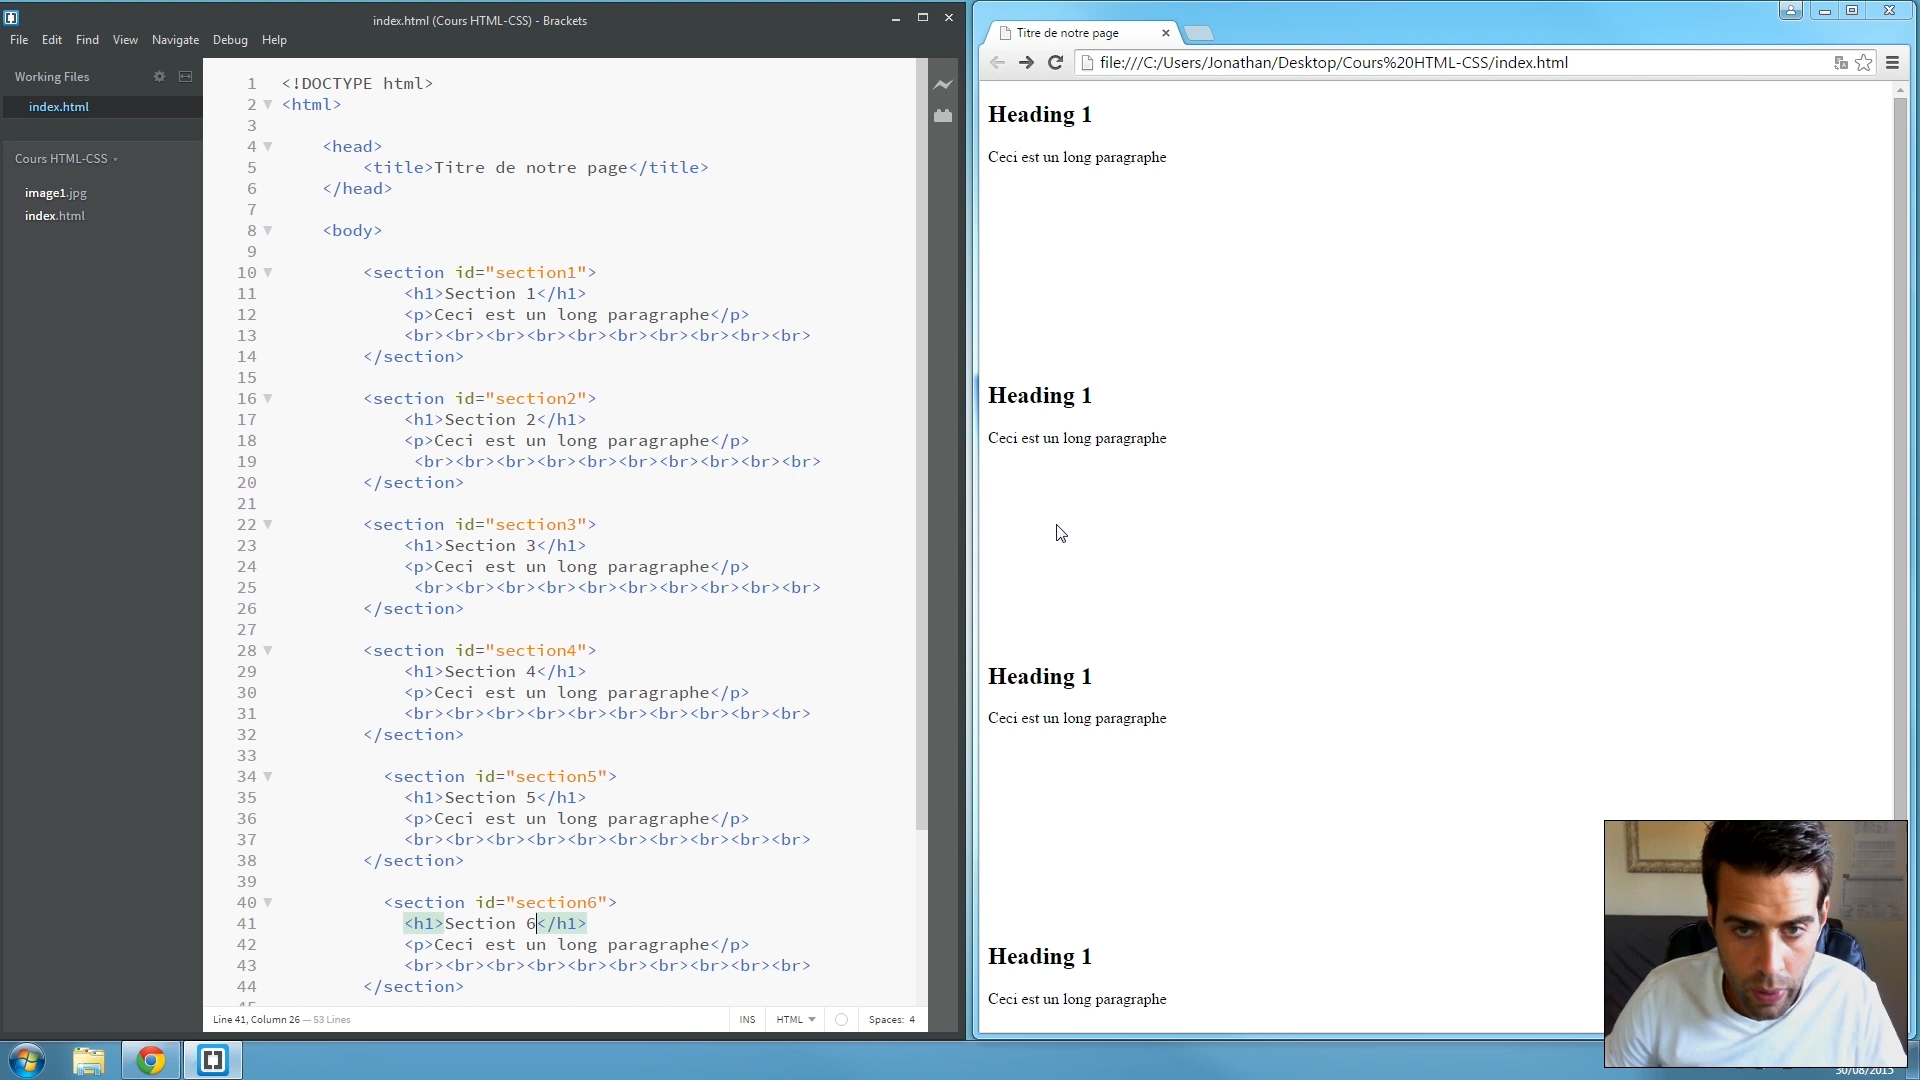 index.html (Cours HTML-CSS) - Brackets
File Edit Find View Navigate Debug Help
Working Files
index.html
Cours HTML-CSS
image1.jpg
index.html
1 <!DOCTYPE html>
2 <html>
3
4 <head>
5 <title>Titre de notre page</title>
6 </head>
7
8 <body>
9
10 <section id="section1">
11 <h1>Section 1</h1>
12 <p>Ceci est un long paragraphe</p>
13 <br><br><br><br><br><br><br><br><br><br>
14 </section>
15
16 <section id="section2">
17 <h1>Section 2</h1>
18 <p>Ceci est un long paragraphe</p>
19 <br><br><br><br><br><br><br><br><br><br>
20 </section>
21
22 <section id="section3">
23 <h1>Section 3</h1>
24 <p>Ceci est un long paragraphe</p>
25 <br><br><br><br><br><br><br><br><br><br>
26 </section>
27
28 <section id="section4">
29 <h1>Section 4</h1>
30 <p>Ceci est un long paragraphe</p>
31 <br><br><br><br><br><br><br><br><br><br>
32 </section>
33
34 <section id="section5">
35 <h1>Section 5</h1>
36 <p>Ceci est un long paragraphe</p>
37 <br><br><br><br><br><br><br><br><br><br>
38 </section>
39
40 <section id="section6">
41 <h1>Section 6</h1>
42 <p>Ceci est un long paragraphe</p>
43 <br><br><br><br><br><br><br><br><br><br>
44 </section>
Line 41, Column 26 — 53 Lines
INS HTML Spaces: 4
Titre de notre page
file:///C:/Users/Jonathan/Desktop/Cours%20HTML-CSS/index.html
Heading 1
Ceci est un long paragraphe
Heading 1
Ceci est un long paragraphe
Heading 1
Ceci est un long paragraphe
Heading 1
Ceci est un long paragraphe
30/08/2015